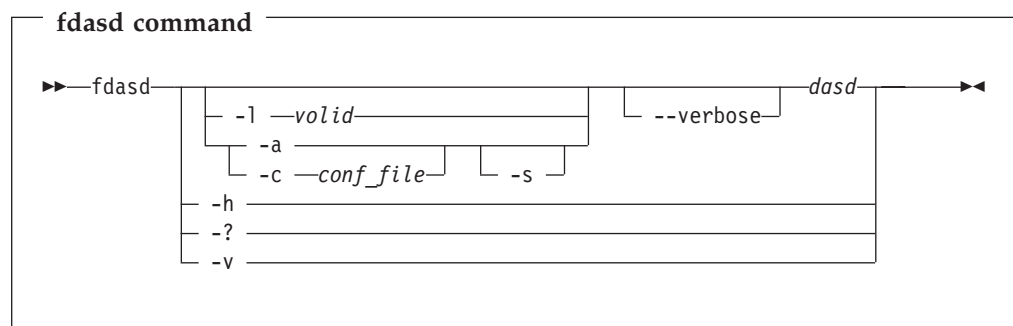 fdasd command
fdasd dasd
-l volid --verbose
-a
-c conf_file -s
-h
-?
-v